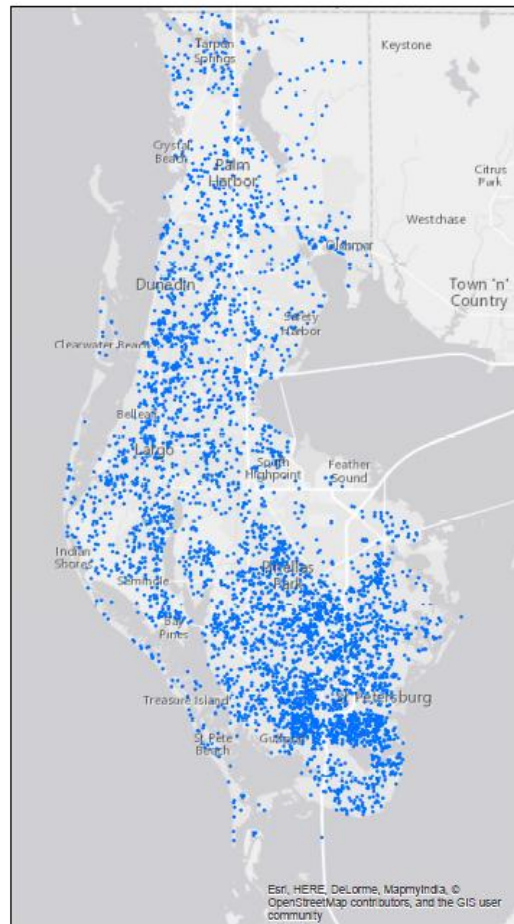 Tarpon
Springs
Keystone
Crystal
Beach
Palm
Harbor
Citrus
Park
Westchase
Oldsmar
Dunedin
Town 'n'
Country
Safety
Harbor
Clearwater Beach
Belleair
Largo
South
Highpoint
Feather
Sound
Indian
Shores
Pinellas
Park
Seminole
Bay
Pines
Treasure Island
St Petersburg
St Pete
Beach
Gulfport
Esri, HERE, DeLorme, MapmyIndia, ©
OpenStreetMap contributors, and the GIS user
community